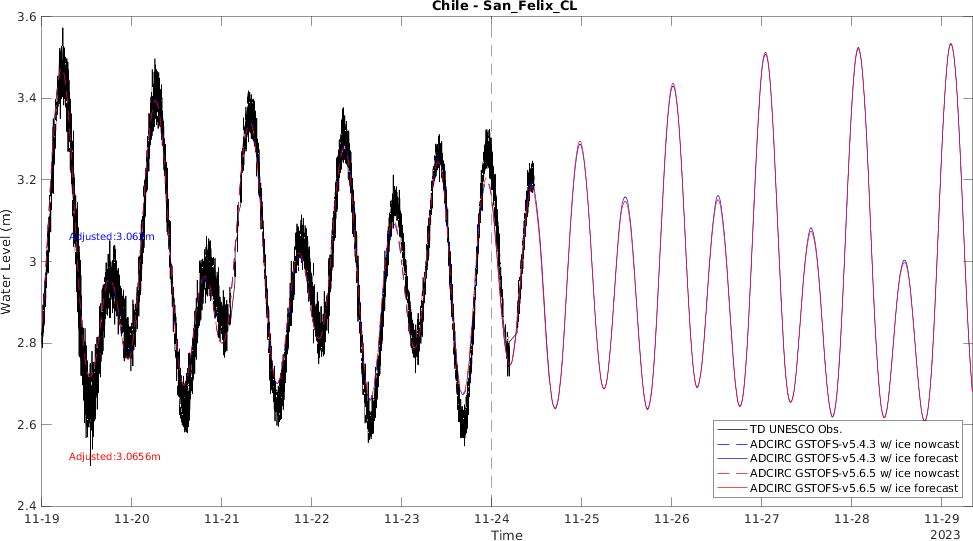 Chile - San_Felix_CL
3.6
3.4
3.2
3
2.8
2.6
2.4
Water Level (m)
Adjusted:3.06 m
Adjusted:3.0656m
TD UNESCO Obs.
ADCIRC GSTOFS-v5.4.3 w/ ice nowcast
ADCIRC GSTOFS-v5.4.3 w/ ice forecast
ADCIRC GSTOFS-v5.6.5 w/ ice nowcast
ADCIRC GSTOFS-v5.6.5 w/ ice forecast
11-19 11-20 11-21 11-22 11-23 11-24 11-25 11-26 11-27 11-28 11-29
2023
Time